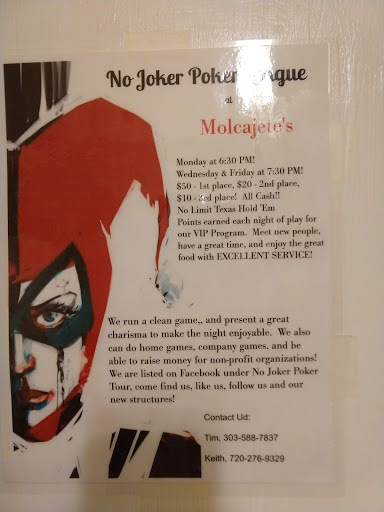 No Joker Poker League
at
Molcajete's
Monday at 6:30 PM!
Wednesday & Friday at 7:30 PM!
$50 - 1st place, $20 - 2nd place,
$10 - 3rd place! All Cash!!
No Limit Texas Hold 'Em
Points earned each night of play for
our VIP Program. Meet new people,
have a great time, and enjoy the great
food with EXCELLENT SERVICE!
We run a clean game,, and present a great
charisma to make the night enjoyable. We also
can do home games, company games, and be
able to raise money for non-profit organizations!
We are listed on Facebook under No Joker Poker
Tour, come find us, like us, follow us and our
new structures!
Contact Ud:
Tim, 303-588-7837
Keith, 720-276-9329